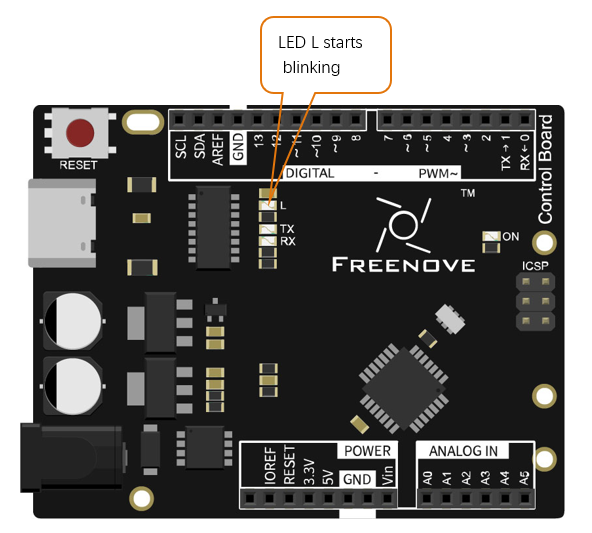 LED L starts
blinking
RESET
SCL
SDA
AREF
GND
13
12
~11
~10
~9
8
7
~6
~5
4
~3
2
TX→1
RX←0
DIGITAL - PWM~
Control Board
L
TX
RX
TM
ON
FREENOVE
ICSP
POWER
ANALOG IN
IOREF
RESET
3.3V
5V
GND
Vin
A0
A1
A2
A3
A4
A5